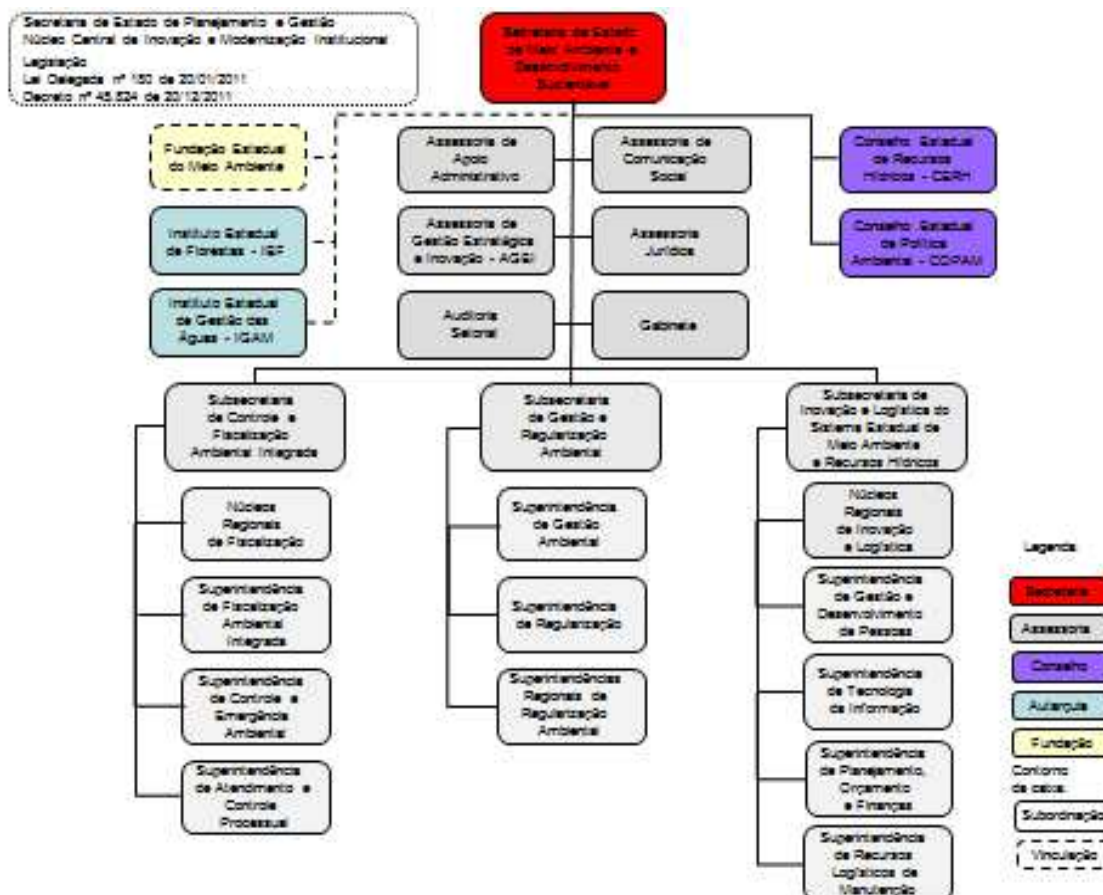 Secretaria de Estado de Planejamento e Gestão
Núcleo Central de Inovação e Modernização Institucional
Legislação
Lei Delegada nº 180 de 20/01/2011
Decreto nº 45.824 de 20/12/2011
Secretaria de Estado
de Meio Ambiente e
Desenvolvimento
Sustentável
Fundação Estadual
do Meio Ambiente
Assessoria de
Apoio
Administrativo
Assessoria de
Comunicação
Social
Conselho Estadual
de Recursos
Hídricos - CERH
Instituto Estadual
de Florestas - IEF
Assessoria de
Gestão Estratégica
e Inovação - AGEI
Assessoria
Jurídica
Conselho Estadual
de Política
Ambiental - COPAM
Instituto Estadual
de Gestão das
Águas - IGAM
Auditoria
Setorial
Gabinete
Subsecretaria
de Controle e
Fiscalização
Ambiental Integrada
Subsecretaria
de Gestão e
Regularização
Ambiental
Subsecretaria de
Inovação e Logística do
Sistema Estadual de
Meio Ambiente
e Recursos Hídricos
Núcleos
Regionais
de Fiscalização
Superintendência
de Fiscalização
Ambiental
Integrada
Superintendência
de Controle e
Emergência
Ambiental
Superintendência
de Atendimento e
Controle
Processual
Superintendência
de Gestão
Ambiental
Superintendência
de Regularização
Superintendências
Regionais de
Regularização
Ambiental
Núcleos
Regionais
de Inovação
e Logística
Superintendência
de Gestão e
Desenvolvimento
de Pessoas
Superintendência
de Tecnologia
da Informação
Superintendência
de Planejamento,
Orçamento
e Finanças
Superintendência
de Recursos
Logísticos de
Manutenção
Legenda
Secretaria
Assessoria
Conselho
Autarquia
Fundação
Contorno
da caixa:
Subordinação
Vinculação